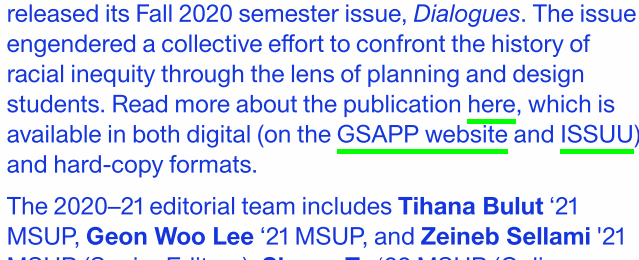 released its Fall 2020 semester issue, Dialogues. The issue
engendered a collective effort to confront the history of
racial inequity through the lens of planning and design
students. Read more about the publication here, which is
available in both digital (on the GSAPP website and ISSUU)
and hard-copy formats.
The 2020–21 editorial team includes Tihana Bulut ‘21
MSUP, Geon Woo Lee ‘21 MSUP, and Zeineb Sellami '21